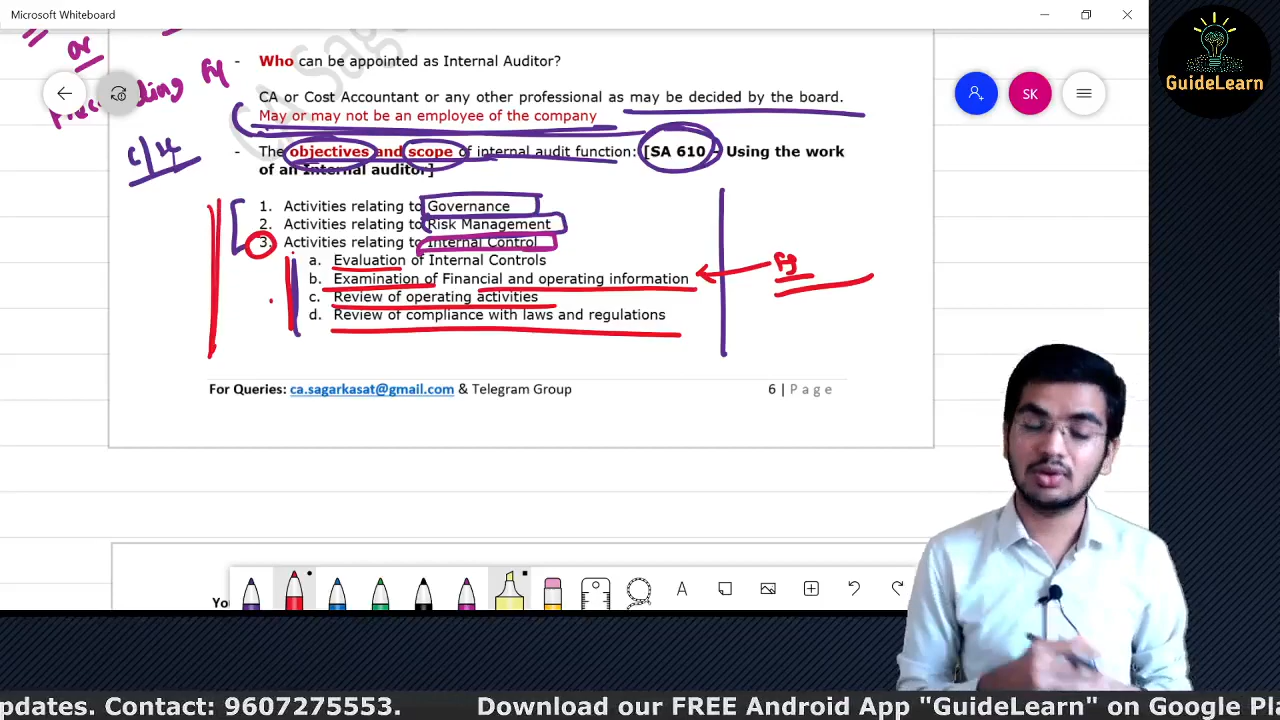 Microsoft Whiteboard
GuideLearn
or
According
SK
- Who can be appointed as Internal Auditor?
CA or Cost Accountant or any other professional as may be decided by the board.
May or may not be an employee of the company
- The objectives and scope of internal audit function: [SA 610 – Using the work
of an Internal auditor]
1. Activities relating to Governance
2. Activities relating to Risk Management
3. Activities relating to Internal Control
a. Evaluation of Internal Controls
b. Examination of Financial and operating information
c. Review of operating activities
d. Review of compliance with laws and regulations
For Queries: ca.sagarkasat@gmail.com & Telegram Group
6 | Page
A
pdates. Contact: 9607275553.
Download our FREE Android App "GuideLearn" on Google Pla